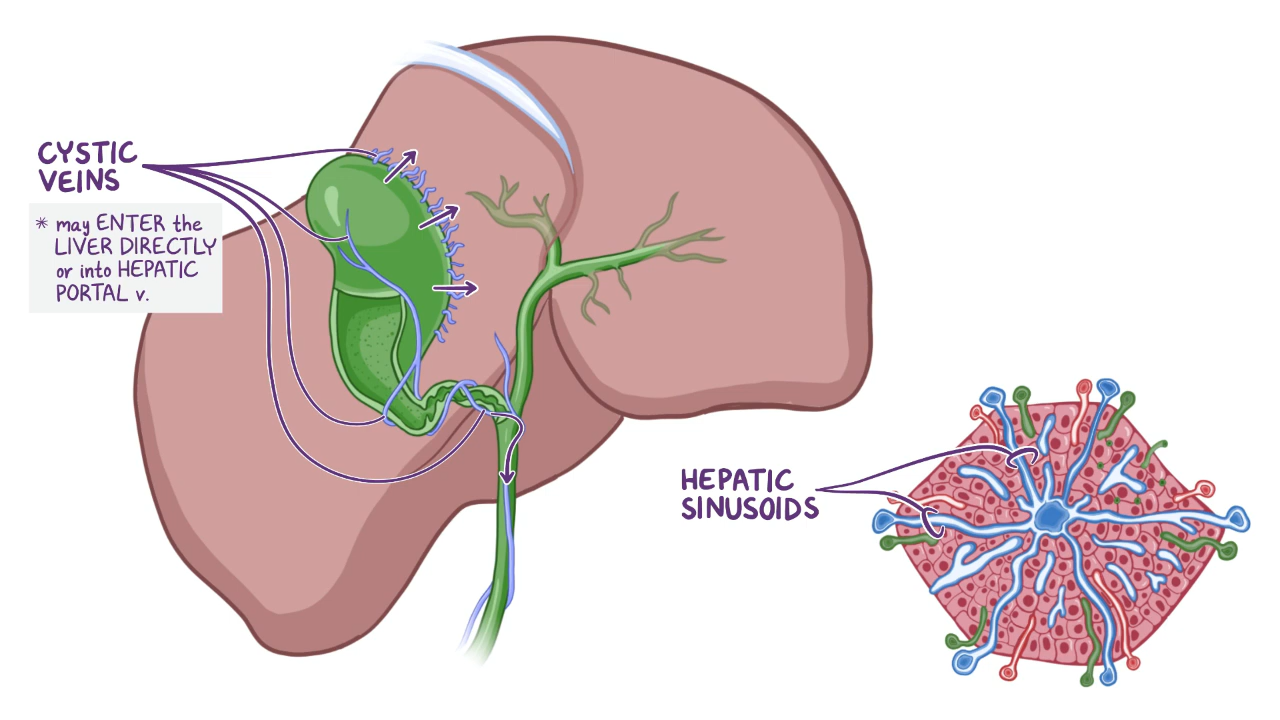 CYSTIC
VEINS
* may ENTER the
LIVER DIRECTLY
or into HEPATIC
PORTAL v.
HEPATIC
SINUSOIDS